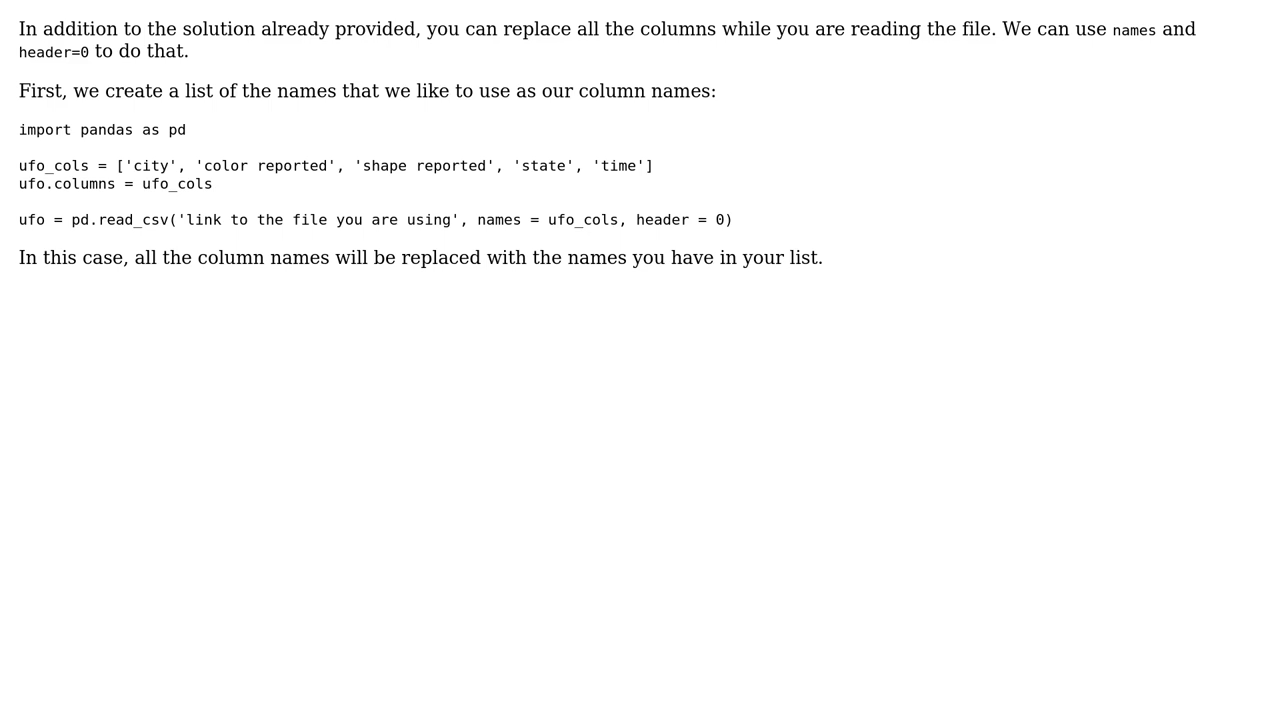 In addition to the solution already provided, you can replace all the columns while you are reading the file. We can use names and
header=0 to do that.
First, we create a list of the names that we like to use as our column names:
import pandas as pd
ufo_cols = ['city', 'color reported', 'shape reported', 'state', 'time']
ufo.columns = ufo_cols
ufo = pd.read_csv('link to the file you are using', names = ufo_cols, header = 0)
In this case, all the column names will be replaced with the names you have in your list.